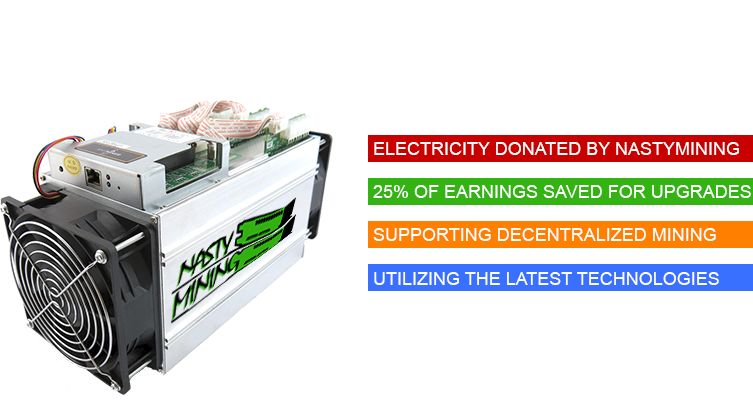 NASTY
MINING
ELECTRICITY DONATED BY NASTYMINING
25% OF EARNINGS SAVED FOR UPGRADES
SUPPORTING DECENTRALIZED MINING
UTILIZING THE LATEST TECHNOLOGIES